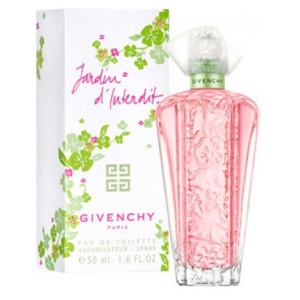 Jardin
d'Interdit
GIVENCHY
PARIS
EAU DE TOILETTE
VAPORISATEUR - SPRAY
℮ 50 ml - 1.6 FL.OZ
GIVENCHY